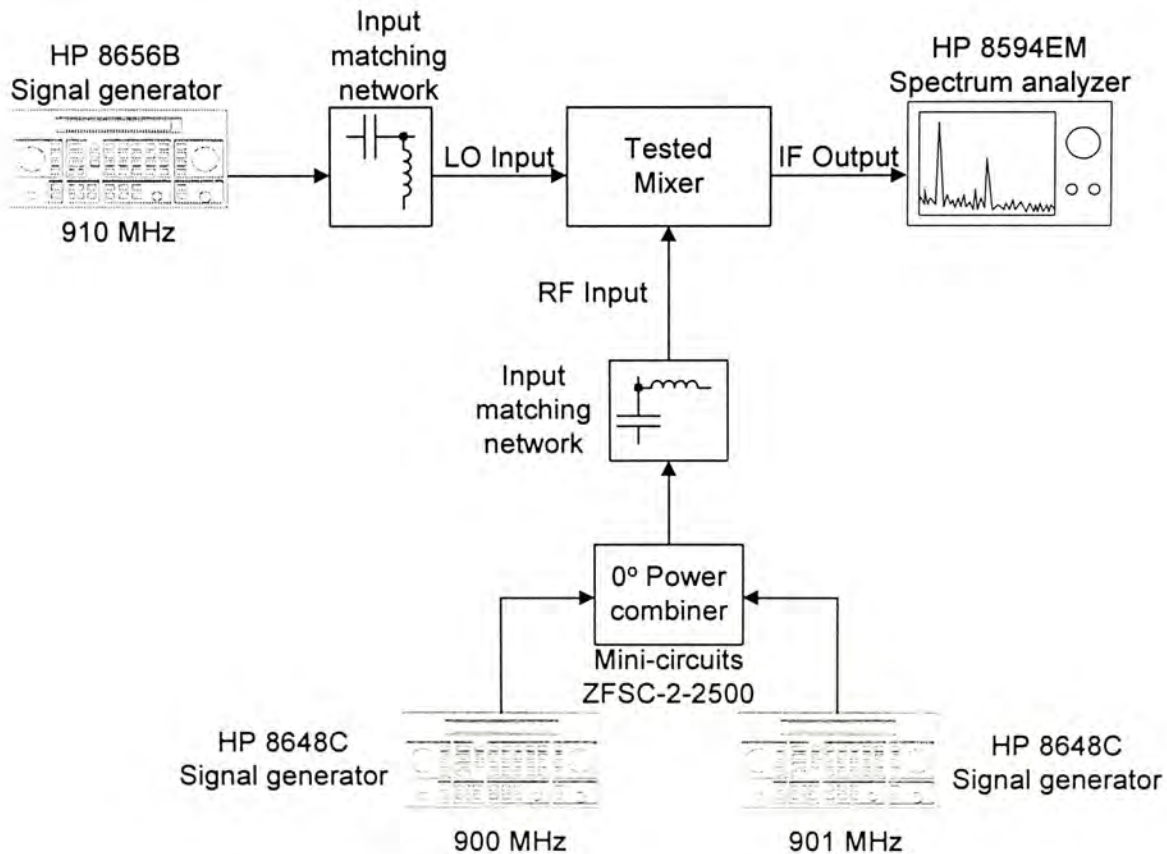 Input
matching
network
HP 8656B
Signal generator
910 MHz
LO Input
Tested
Mixer
IF Output
HP 8594EM
Spectrum analyzer
RF Input
Input
matching
network
0º Power
combiner
Mini-circuits
ZFSC-2-2500
HP 8648C
Signal generator
900 MHz
901 MHz
HP 8648C
Signal generator